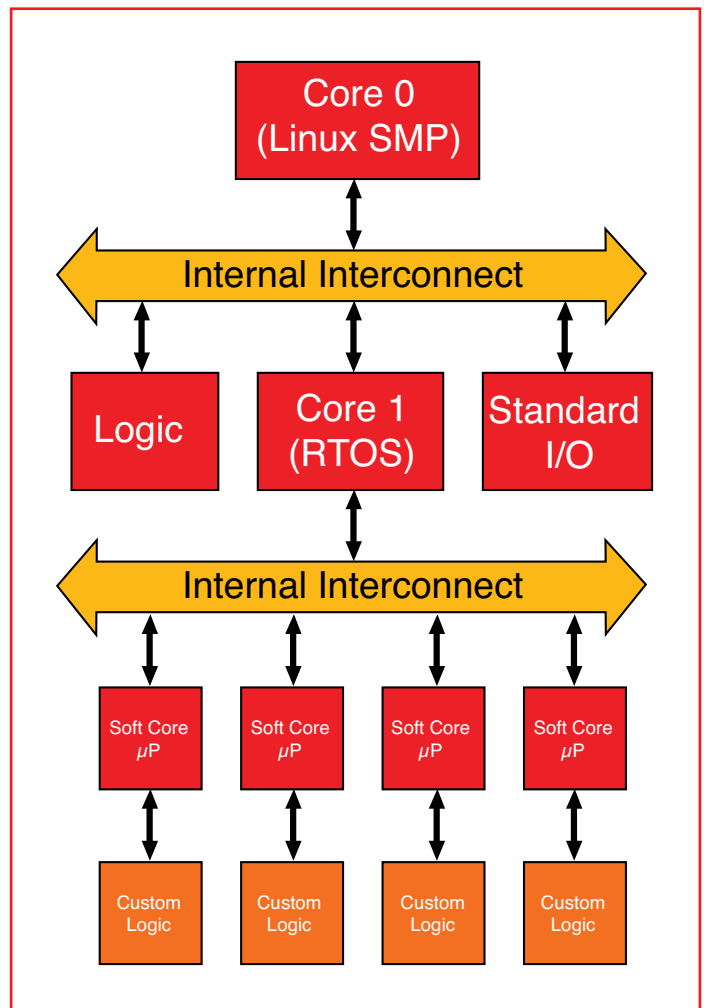 Core 0
(Linux SMP)
Internal Interconnect
Logic
Core 1
(RTOS)
Standard
I/O
Internal Interconnect
Soft Core
µP
Soft Core
µP
Soft Core
µP
Soft Core
µP
Custom
Logic
Custom
Logic
Custom
Logic
Custom
Logic